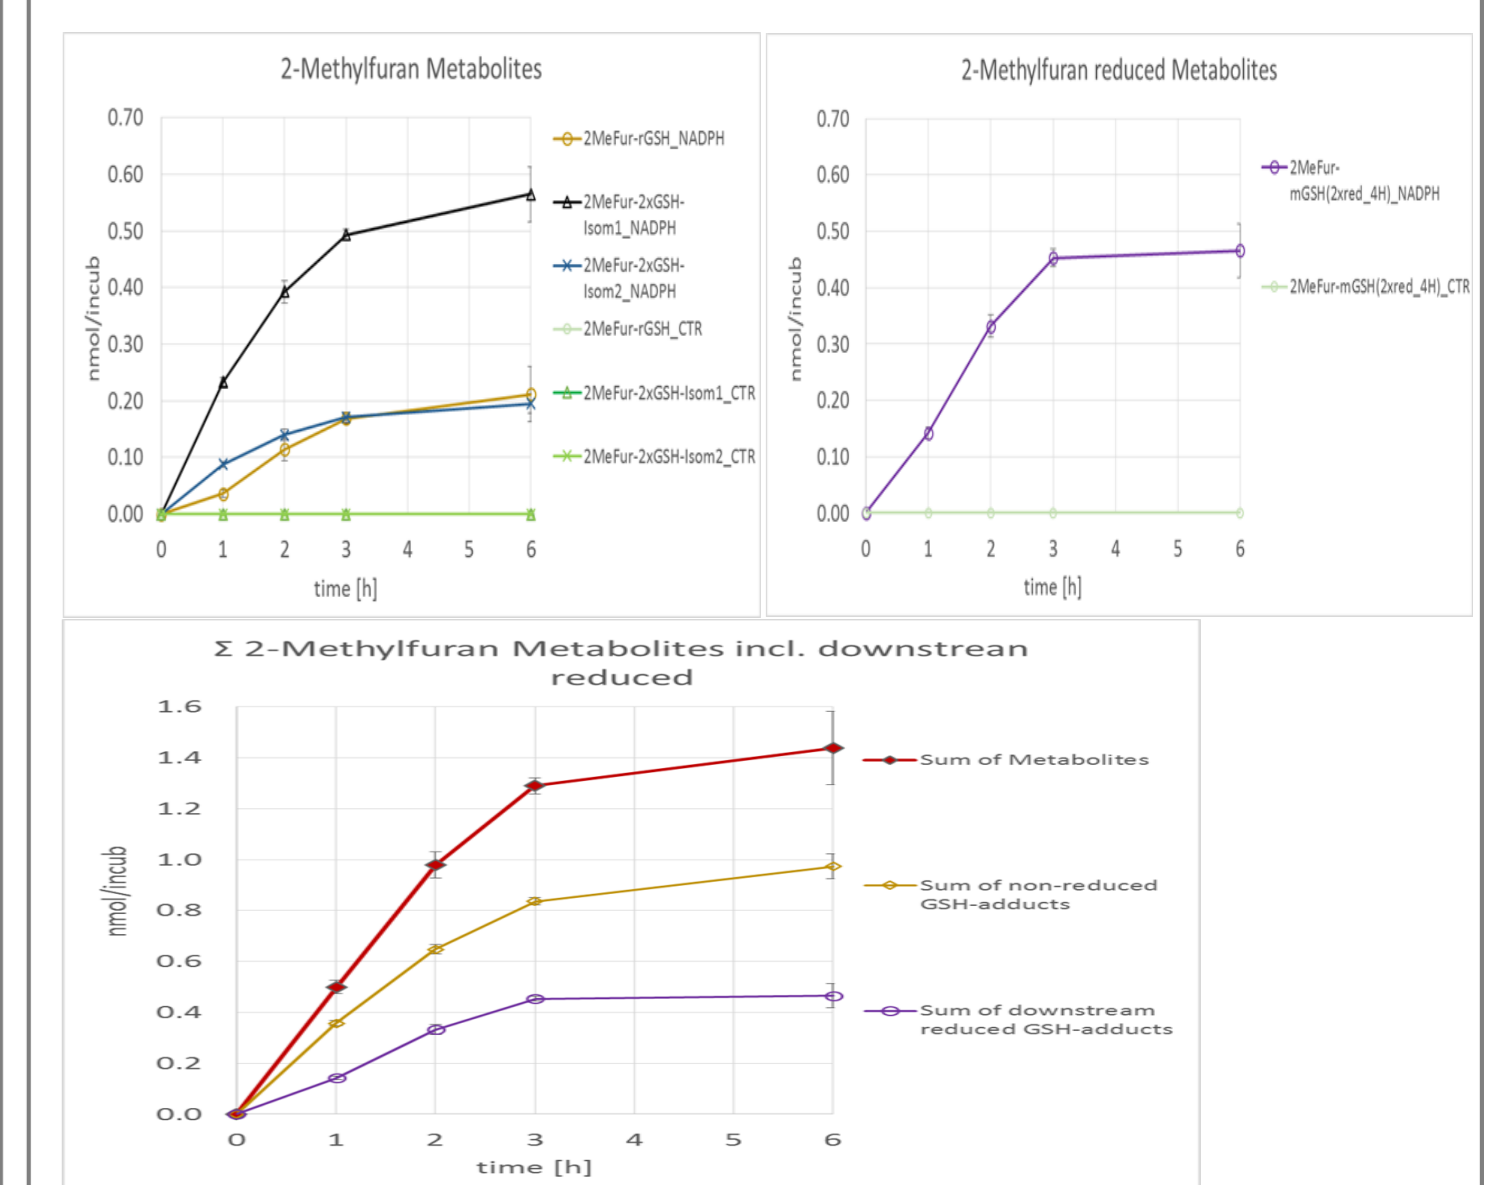 2-Methylfuran Metabolites
0.70
0.60
0.50
0.40
0.30
0.20
0.10
0.00
nmol/incub
0 1 2 3 4 5 6
time [h]
2MeFur-rGSH_NADPH
2MeFur-2xGSH-
Isom1_NADPH
2MeFur-2xGSH-
Isom2_NADPH
2MeFur-rGSH_CTR
2MeFur-2xGSH-Isom1_CTR
2MeFur-2xGSH-Isom2_CTR
2-Methylfuran reduced Metabolites
0.70
0.60
0.50
0.40
0.30
0.20
0.10
0.00
nmol/incub
0 1 2 3 4 5 6
time [h]
2MeFur-
mGSH(2xred_4H)_NADPH
2MeFur-mGSH(2xred_4H)_CTR
Σ 2-Methylfuran Metabolites incl. downstrean
reduced
1.6
1.4
1.2
1.0
0.8
0.6
0.4
0.2
0.0
nmol/incub
0 1 2 3 4 5 6
time [h]
Sum of Metabolites
Sum of non-reduced
GSH-adducts
Sum of downstream
reduced GSH-adducts